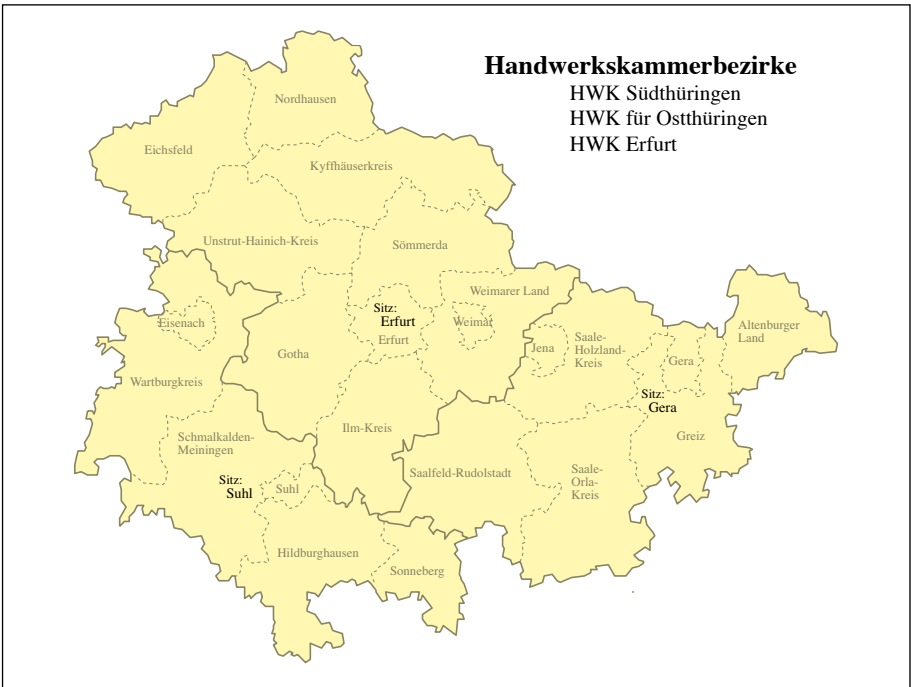 Handwerkskammerbezirke
HWK Südthüringen
HWK für Ostthüringen
HWK Erfurt
Nordhausen
Eichsfeld
Kyffhäuserkreis
Unstrut-Hainich-Kreis
Sömmerda
Weimarer Land
Sitz:
Erfurt
Eisenach
Weimar
Altenburger
Land
Erfurt
Saale-
Holzland-
Kreis
Jena
Gotha
Gera
Wartburgkreis
Sitz:
Gera
Ilm-Kreis
Greiz
Schmalkalden-
Meiningen
Saalfeld-Rudolstadt
Saale-
Orla-
Kreis
Sitz:
Suhl
Suhl
Hildburghausen
Sonneberg